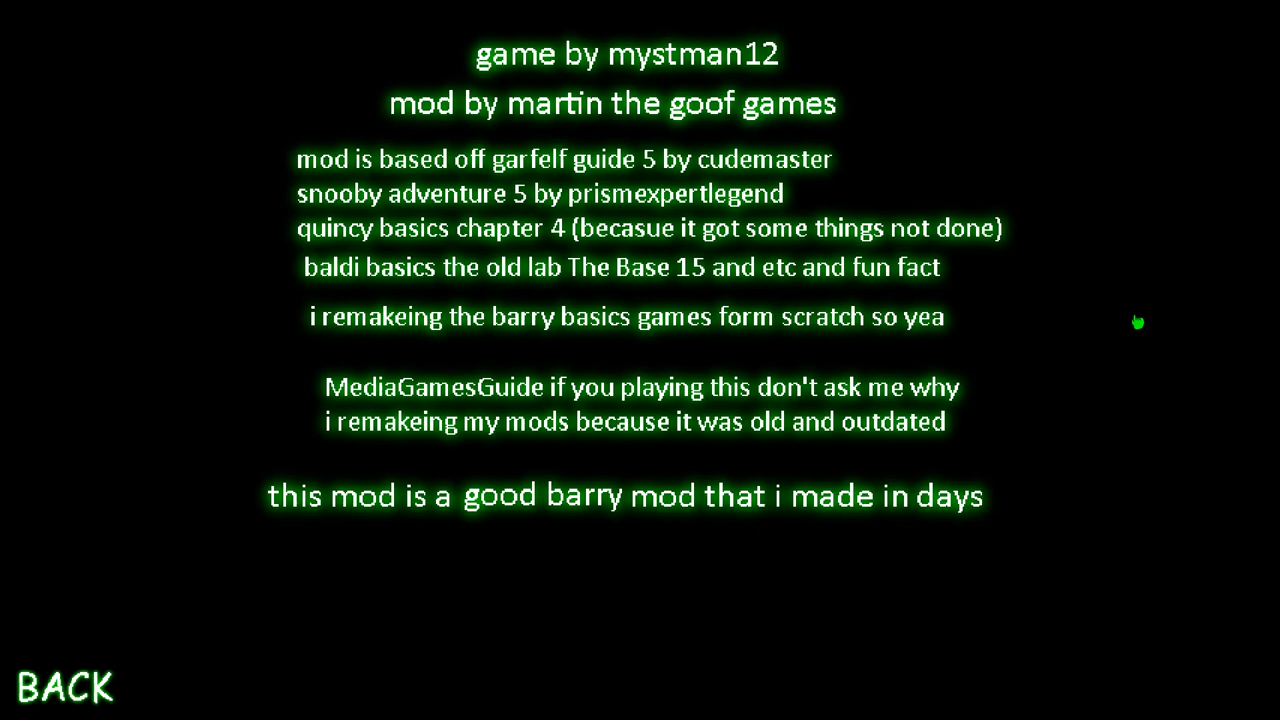 game by mystman12
mod by martin the goof games
mod is based off garfelf guide 5 by cudemaster
snooby adventure 5 by prismexpertlegend
quincy basics chapter 4 (becasue it got some things not done)
baldi basics the old lab The Base 15 and etc and fun fact
i remakeing the barry basics games form scratch so yea
MediaGamesGuide if you playing this don't ask me why
i remakeing my mods because it was old and outdated
this mod is a good barry mod that i made in days
BACK